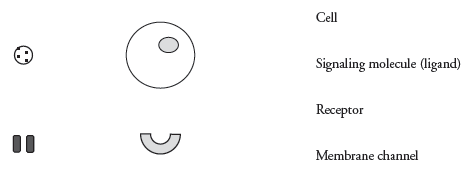 Cell
Signaling molecule (ligand)
Receptor
Membrane channel